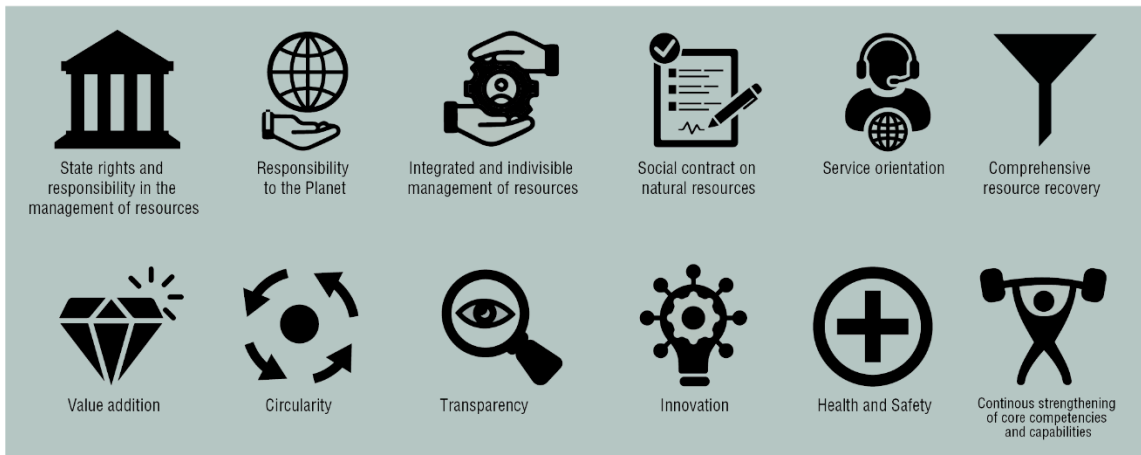 State rights and
responsibility in the
management of resources
Responsibility
to the Planet
Integrated and indivisible
management of resources
Social contract on
natural resources
Service orientation
Comprehensive
resource recovery
Value addition
Circularity
Transparency
Innovation
Health and Safety
Continous strengthening
of core competencies
and capabilities